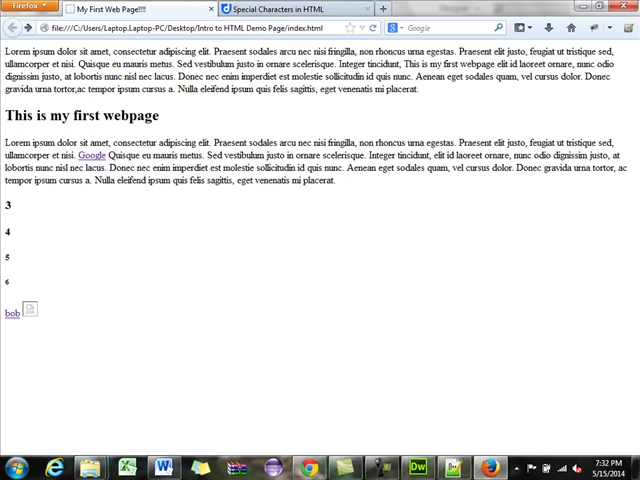 Firefox
My First Web Page!!!!
Special Characters in HTML
file:///C:/Users/Laptop.Laptop-PC/Desktop/Intro to HTML Demo Page/index.html
Google
Lorem ipsum dolor sit amet, consectetur adipiscing elit. Praesent sodales arcu nec nisi fringilla, non rhoncus urna egestas. Praesent elit justo, feugiat ut tristique sed,
ullamcorper et nisi. Quisque eu mauris metus. Sed vestibulum justo in ornare scelerisque. Integer tincidunt, This is my first webpage elit id laoreet ornare, nunc odio
dignissim justo, at lobortis nunc nisl nec lacus. Donec nec enim imperdiet est molestie sollicitudin id quis nunc. Aenean eget sodales quam, vel cursus dolor. Donec
gravida urna tortor,ac tempor ipsum cursus a. Nulla eleifend ipsum quis felis sagittis, eget venenatis mi placerat.
This is my first webpage
Lorem ipsum dolor sit amet, consectetur adipiscing elit. Praesent sodales arcu nec nisi fringilla, non rhoncus urna egestas. Praesent elit justo, feugiat ut tristique sed,
ullamcorper et nisi. Google Quisque eu mauris metus. Sed vestibulum justo in ornare scelerisque. Integer tincidunt, elit id laoreet ornare, nunc odio dignissim justo, at
lobortis nunc nisl nec lacus. Donec nec enim imperdiet est molestie sollicitudin id quis nunc. Aenean eget sodales quam, vel cursus dolor. Donec gravida urna tortor, ac
tempor ipsum cursus a. Nulla eleifend ipsum quis felis sagittis, eget venenatis mi placerat.
3
4
5
6
bob
Dw
7:32 PM
5/15/2014